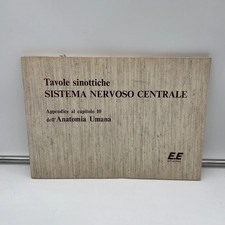 Tavole sinottiche
SISTEMA NERVOSO CENTRALE
Appendice al capitolo 10
dell'Anatomia Umana
EE